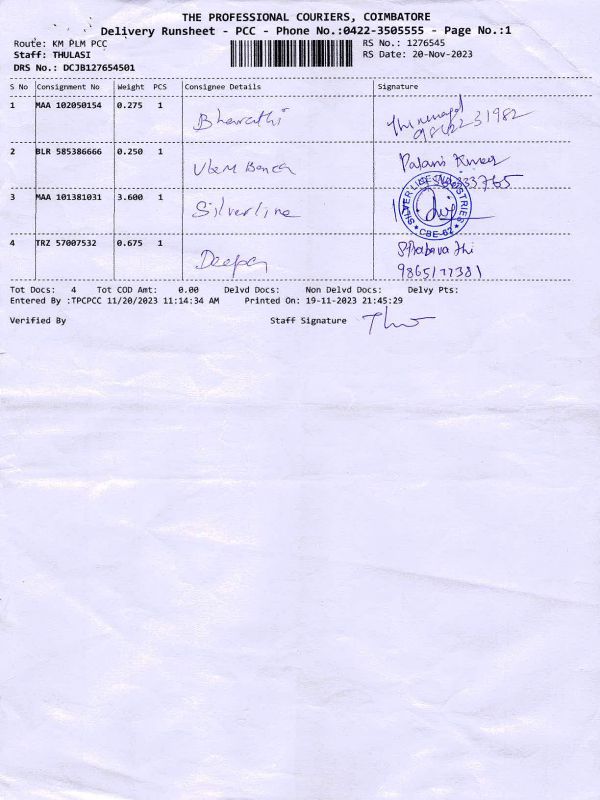 THE PROFESSIONAL COURIERS, COIMBATORE
Delivery Runsheet - PCC - Phone No.:0422-3505555 - Page No.:1
Route: KM PLM PCC RS No.: 1276545
Staff: THULASI RS Date: 20-Nov-2023
DRS No.: DCJB127654501
S No Consignment No Weight PCS Consignee Details Signature
1 MAA 102050154 0.275 1 Bharathi
2 BLR 585386666 0.250 1 Palani Kumar
3 MAA 101381031 3.600 1 Silverline
SILVER LINE INDUSTRIES
CBE-62
4 TRZ 57007532 0.675 1 Deepa
Tot Docs: 4 Tot COD Amt: 0.00 Delvd Docs: Non Delvd Docs: Delvy Pts:
Entered By :TPCPCC 11/20/2023 11:14:34 AM Printed On: 19-11-2023 21:45:29
Verified By Staff Signature